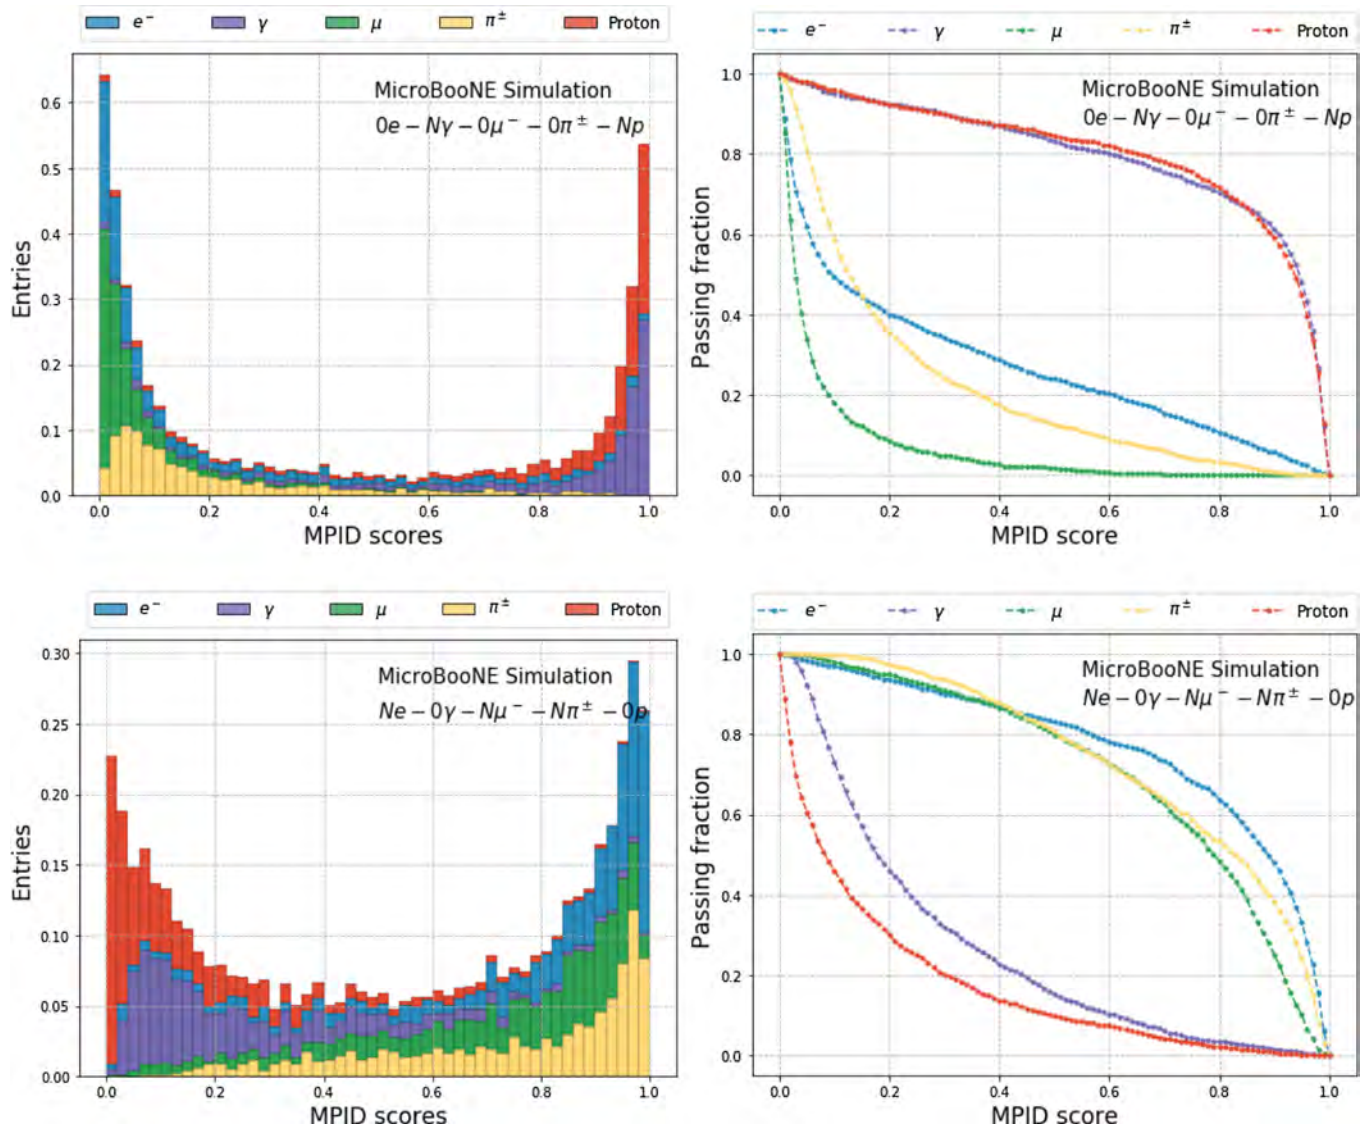 e⁻ γ μ π± Proton
MicroBooNE Simulation
0e − Nγ − 0μ⁻ − 0π± − Np
Entries
0.6
0.5
0.4
0.3
0.2
0.1
0.0
0.0 0.2 0.4 0.6 0.8 1.0
MPID scores
e⁻ γ μ π± Proton
MicroBooNE Simulation
0e − Nγ − 0μ⁻ − 0π± − Np
Passing fraction
1.0
0.8
0.6
0.4
0.2
0.0
0.0 0.2 0.4 0.6 0.8 1.0
MPID score
e⁻ γ μ π± Proton
MicroBooNE Simulation
Ne − 0γ − Nμ⁻ − Nπ± − 0p
Entries
0.30
0.25
0.20
0.15
0.10
0.05
0.00
0.0 0.2 0.4 0.6 0.8 1.0
MPID scores
e⁻ γ μ π± Proton
MicroBooNE Simulation
Ne − 0γ − Nμ⁻ − Nπ± − 0p
Passing fraction
1.0
0.8
0.6
0.4
0.2
0.0
0.0 0.2 0.4 0.6 0.8 1.0
MPID score